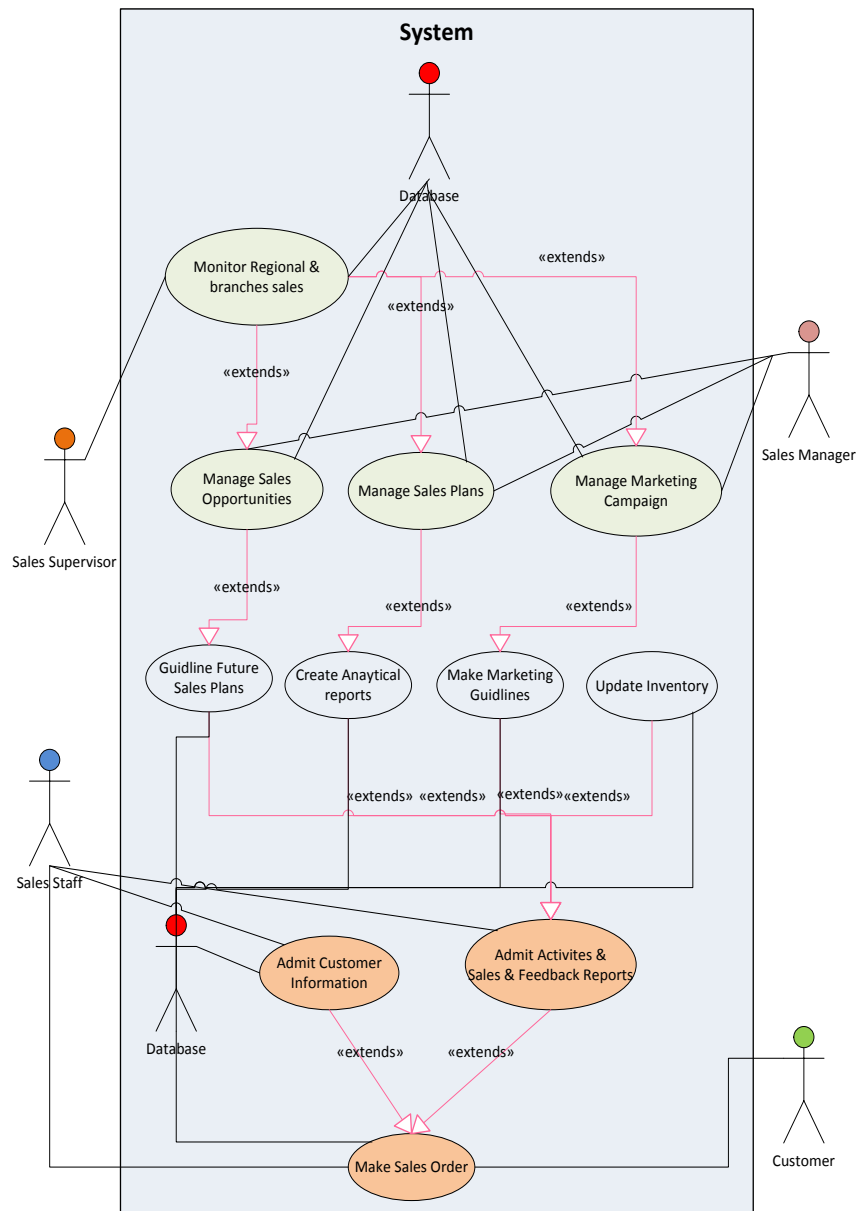 System
Database
Monitor Regional &
branches sales
«extends»
«extends»
«extends»
Sales Manager
Manage Sales
Opportunities
Manage Sales Plans
Manage Marketing
Campaign
Sales Supervisor
«extends»
«extends»
«extends»
Guidline Future
Sales Plans
Create Anaytical
reports
Make Marketing
Guidlines
Update Inventory
«extends»
«extends»
«extends»
«extends»
Sales Staff
Admit Customer
Information
Admit Activites &
Sales & Feedback Reports
Database
«extends»
«extends»
Make Sales Order
Customer